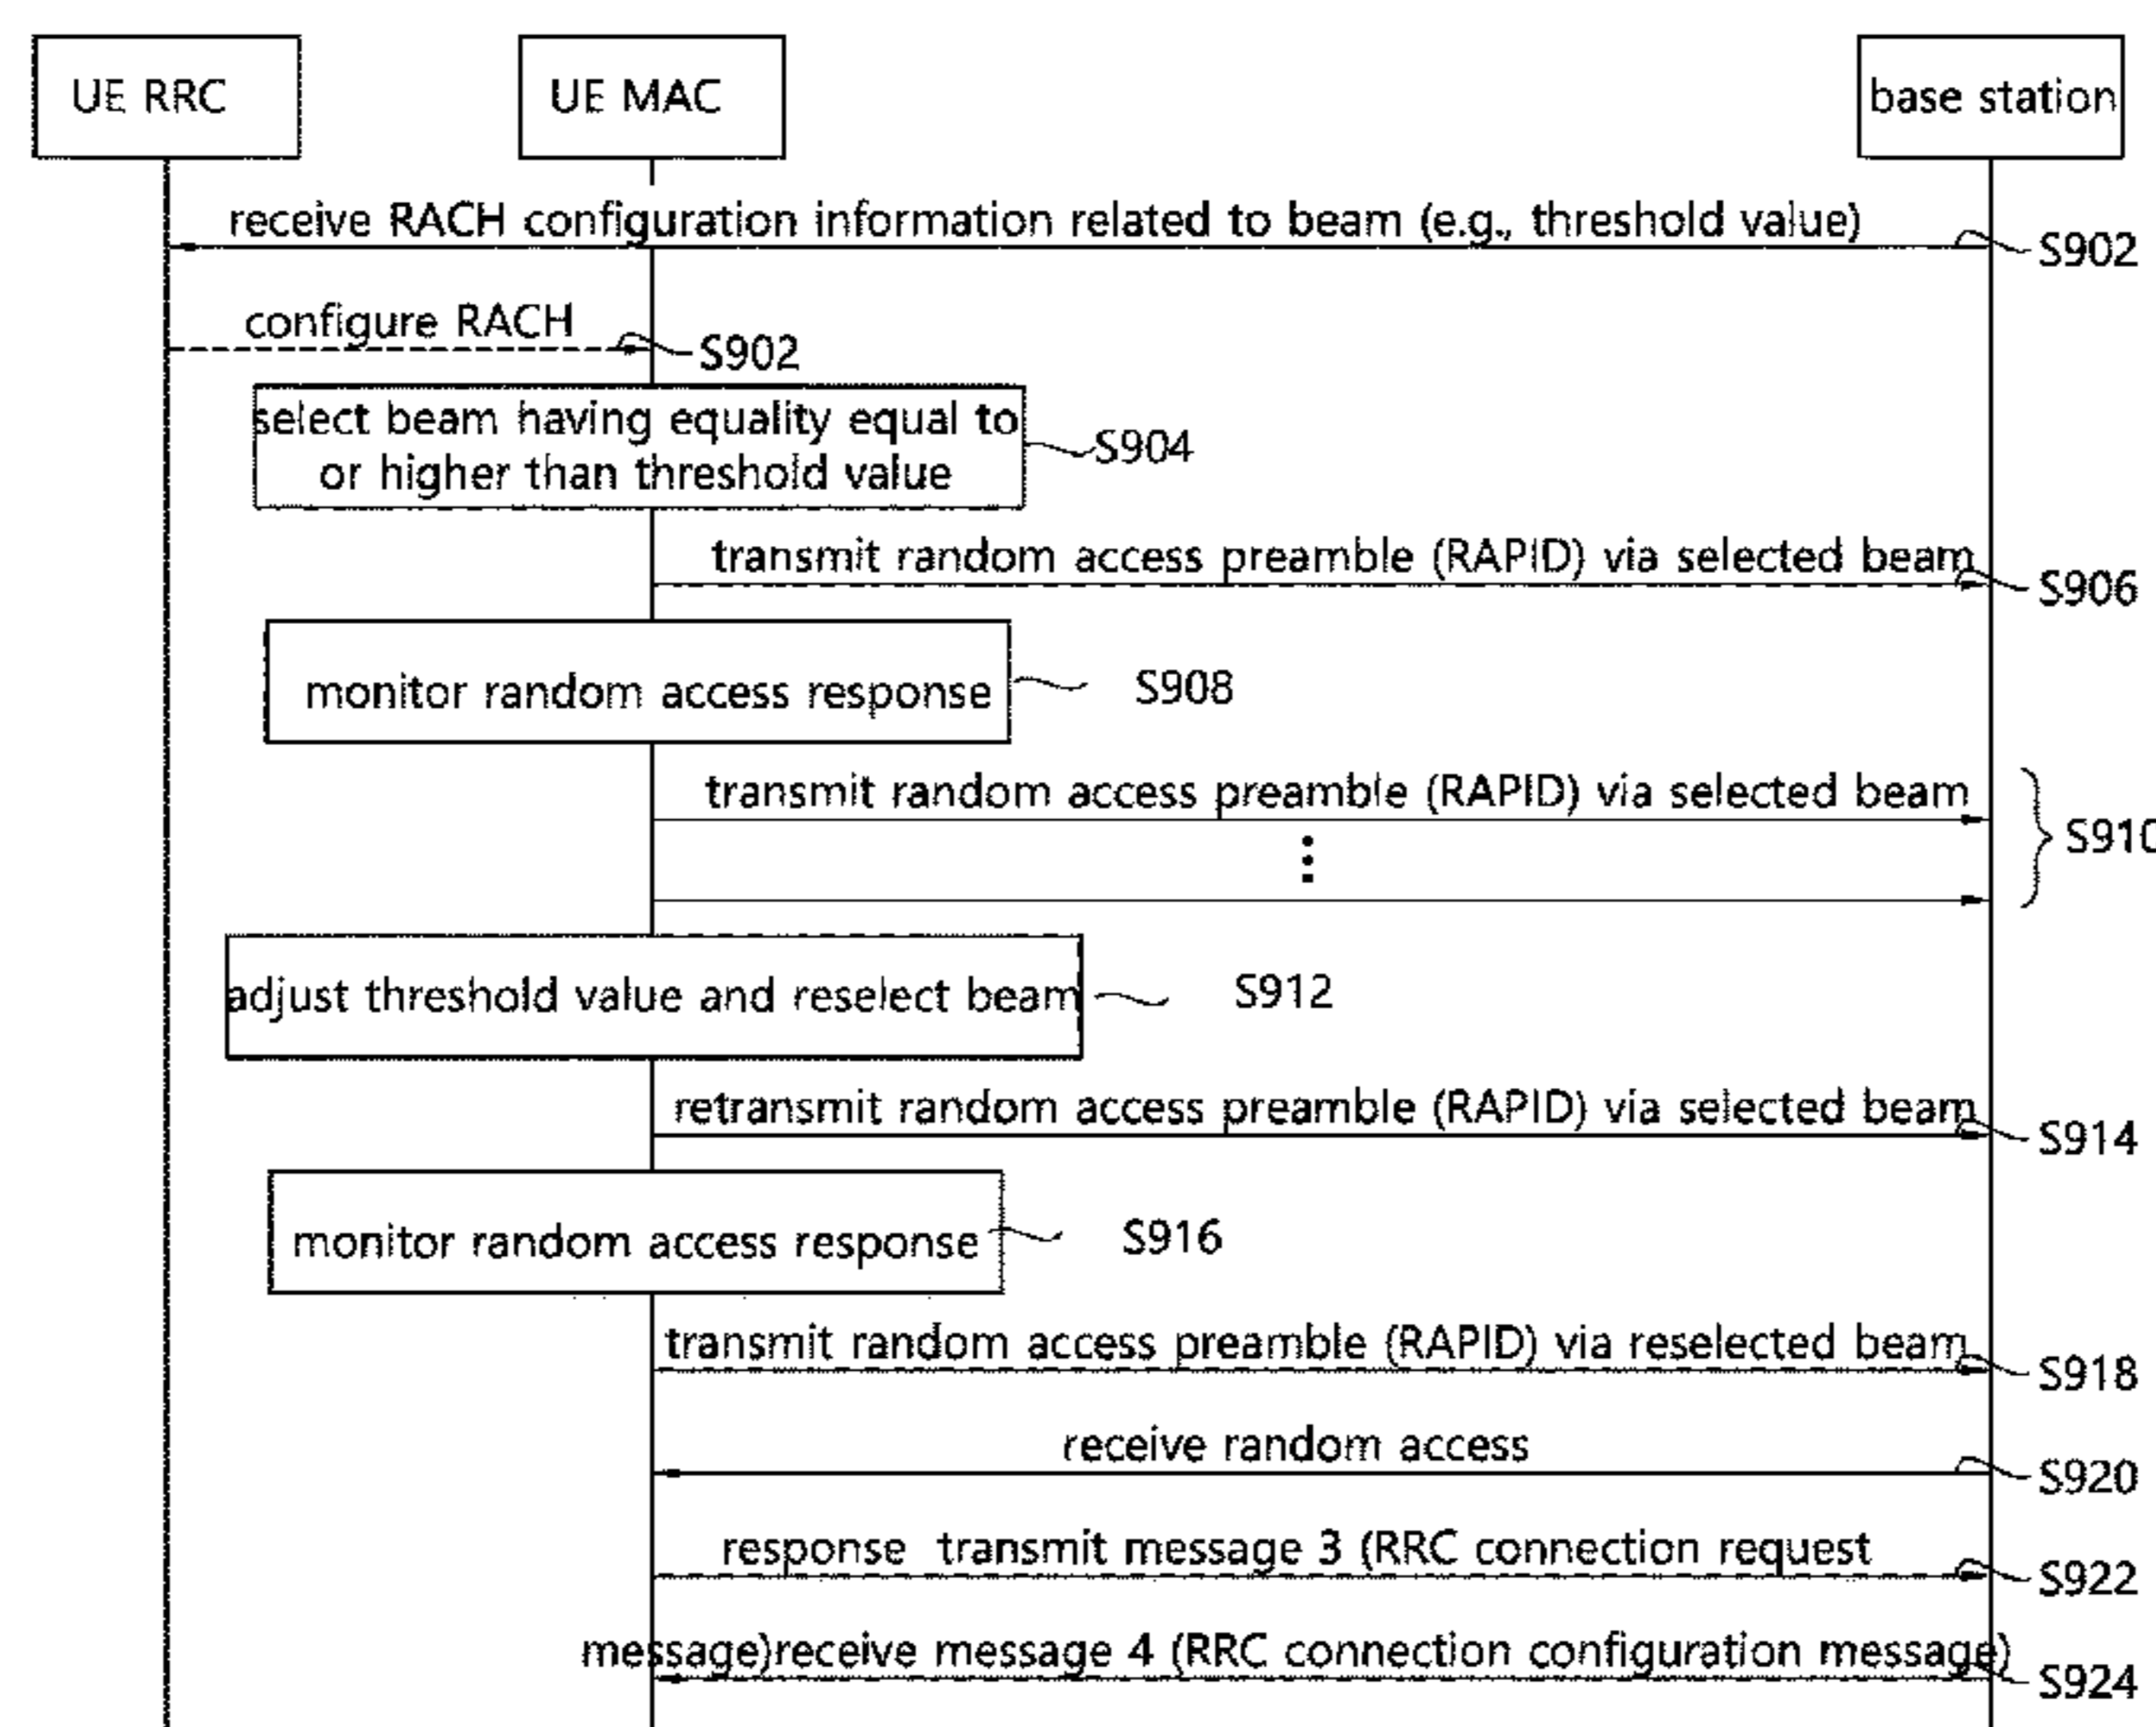 UE RRC
UE MAC
base station
receive RACH configuration information related to beam (e.g., threshold value)
S902
configure RACH
S902
select beam having equality equal to
or higher than threshold value
S904
transmit random access preamble (RAPID) via selected beam
S906
monitor random access response
S908
transmit random access preamble (RAPID) via selected beam
S910
adjust threshold value and reselect beam
S912
retransmit random access preamble (RAPID) via selected beam
S914
monitor random access response
S916
transmit random access preamble (RAPID) via reselected beam
S918
receive random access
S920
response transmit message 3 (RRC connection request
S922
message)receive message 4 (RRC connection configuration message)
S924